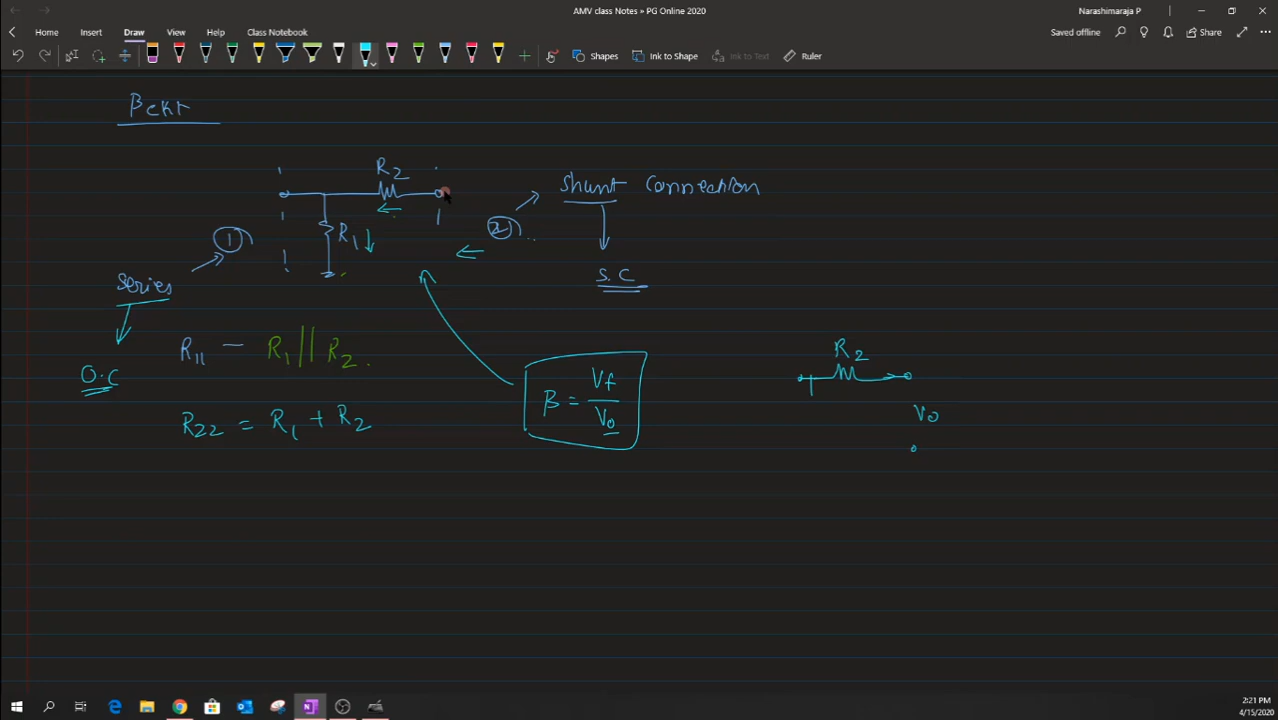 AMV class Notes » PG Online 2020
Narashimaraja P
Home Insert Draw View Help Class Notebook
Saved offline Share
Shapes Ink to Shape Ink to Text Ruler
β ckt
R2
Shunt Connection
R1
1
2
Series
S.C
R11 - R1 || R2.
O.C
R2
β = Vf / Vo
Vo
R22 = R1 + R2
2:21 PM
4/15/2020